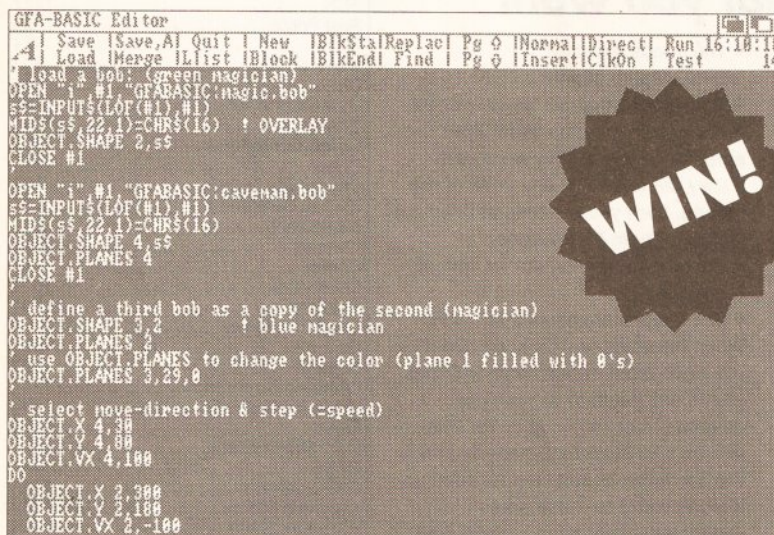 GFA-BASIC Editor
Save |Save,A| Quit | New |BlkSta|Replac| Pg ⇧ |Normal|Direct| Run 16:10:1
Load |Merge |Llist |Block |BlkEnd| Find | Pg ⇩ |Insert|ClkOn | Test 14
' load a bob: (green magician)
OPEN "i",#1,"GFABASIC:magic.bob"
s$=INPUT$(LOF(#1),#1)
MID$(s$,22,1)=CHR$(16) ! OVERLAY
OBJECT.SHAPE 2,s$
CLOSE #1
'
OPEN "i",#1,"GFABASIC:caveman.bob"
s$=INPUT$(LOF(#1),#1)
MID$(s$,22,1)=CHR$(16)
OBJECT.SHAPE 4,s$
OBJECT.PLANES 4
CLOSE #1
'
' define a third bob as a copy of the second (magician)
OBJECT.SHAPE 3,2 ! blue magician
OBJECT.PLANES 2
' use OBJECT.PLANES to change the color (plane 1 filled with 0's)
OBJECT.PLANES 3,29,0
'
' select move-direction & step (=speed)
OBJECT.X 4,30
OBJECT.Y 4,80
OBJECT.VX 4,100
DO
OBJECT.X 2,300
OBJECT.Y 2,180
OBJECT.VX 2,-100
WIN!